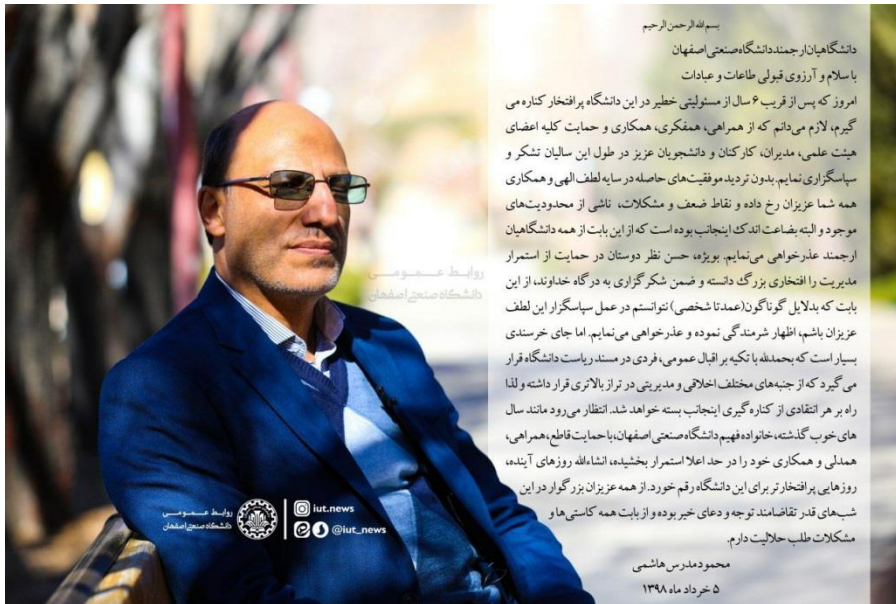 بسم الله الرحمن الرحیم
دانشگاهیان ارجمند دانشگاه صنعتی اصفهان
با سلام و آرزوی قبولی طاعات و عبادات
امروز که پس از قریب ۶ سال از مسئولیتی خطیر در این دانشگاه پرافتخار کناره می
گیرم، لازم می‌دانم که از همراهی، همفکری، همکاری و حمایت کلیه اعضای
هیئت علمی، مدیران، کارکنان و دانشجویان عزیز در طول این سالیان تشکر و
سپاسگزاری نمایم. بدون تردید موفقیت‌های حاصله در سایه لطف الهی و همکاری
همه شما عزیزان رخ داده و نقاط ضعف و مشکلات، ناشی از محدودیت‌های
موجود و البته بضاعت اندک اینجانب بوده است که از این بابت از همه دانشگاهیان
ارجمند عذرخواهی می‌نمایم. بویژه، حسن نظر دوستان در حمایت از استمرار
مدیریت را افتخاری بزرگ دانسته و ضمن شکرگزاری به درگاه خداوند، از این
بابت که بدلایل گوناگون (عمدتا شخصی) نتوانستم در عمل سپاسگزار این لطف
عزیزان باشم، اظهار شرمندگی نموده و عذرخواهی می‌نمایم. اما جای خرسندی
بسیار است که بحمدلله با تکیه بر اقبال عمومی، فردی در مسند ریاست دانشگاه قرار
می گیرد که از جنبه‌های مختلف اخلاقی و مدیریتی در تراز بالاتری قرار داشته و لذا
راه بر هر انتقادی از کناره گیری اینجانب بسته خواهد شد. انتظار می‌رود مانند سال
های خوب گذشته، خانواده فهیم دانشگاه صنعتی اصفهان، با حمایت قاطع، همراهی،
همدلی و همکاری خود را در حد اعلا استمرار بخشیده، انشاءالله روزهای آینده،
روزهایی پرافتخارتر برای این دانشگاه رقم خورد. از همه عزیزان بزرگوار در این
شب‌های قدر تقاضامند توجه و دعای خیر بوده و از بابت همه کاستی‌ها و
مشکلات طلب حلالیت دارم.
محمود مدرس هاشمی
۵ خرداد ماه ۱۳۹۸
روابط عمومی
دانشگاه صنعتی اصفهان
روابط عمومی
دانشگاه صنعتی اصفهان
iut.news
@iut_news